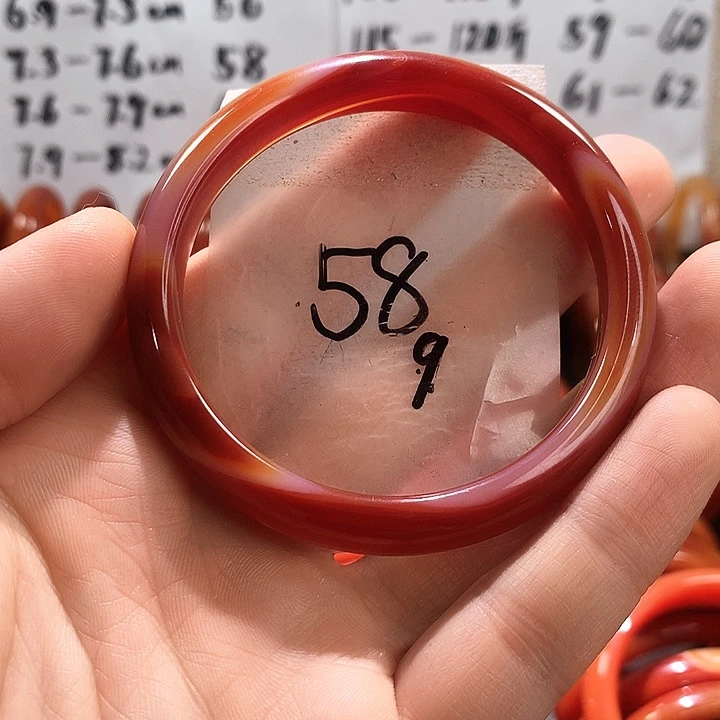 6.9-7.3cm 56
7.3-7.6cm 58
7.6-7.9cm
7.9-8.2c
115-120斤 59-60
61-62
58
9